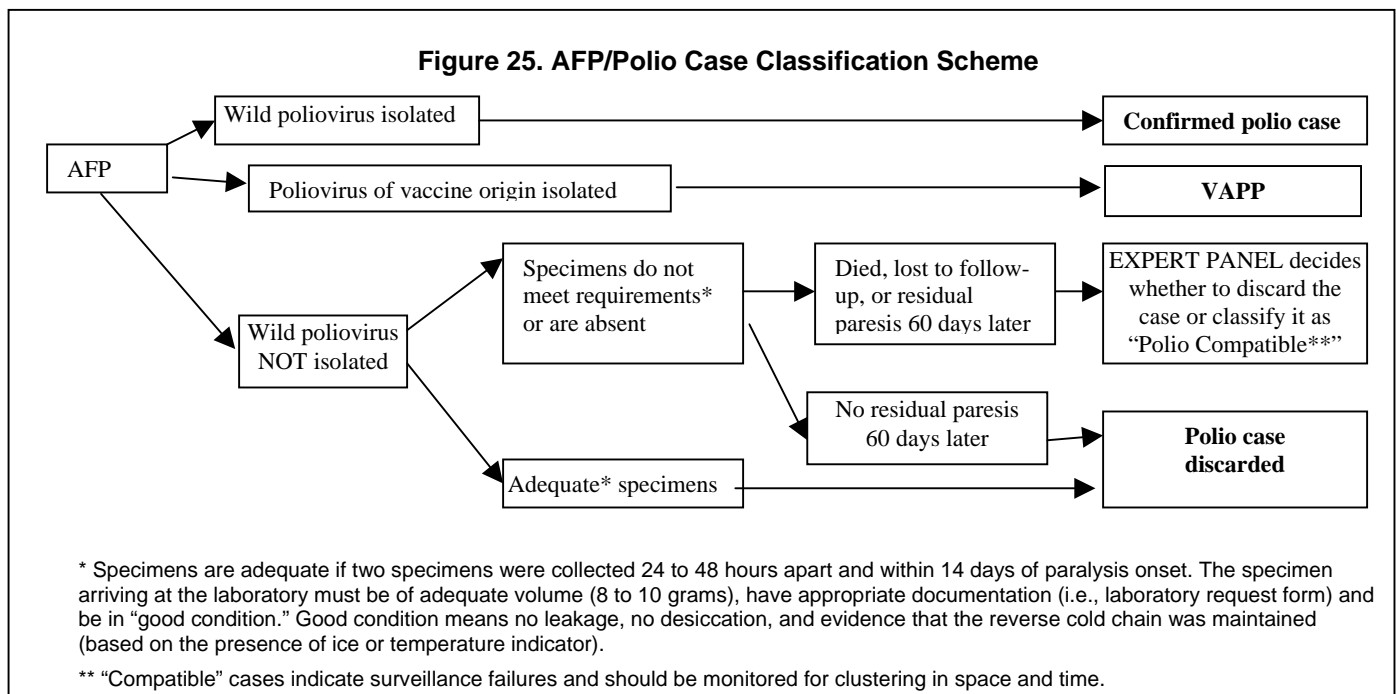 Figure 25. AFP/Polio Case Classification Scheme
AFP
Wild poliovirus isolated
Confirmed polio case
Poliovirus of vaccine origin isolated
VAPP
Wild poliovirus
NOT isolated
Specimens do not
meet requirements*
or are absent
Died, lost to follow-
up, or residual
paresis 60 days later
EXPERT PANEL decides
whether to discard the
case or classify it as
“Polio Compatible**”
No residual paresis
60 days later
Polio case
discarded
Adequate* specimens
* Specimens are adequate if two specimens were collected 24 to 48 hours apart and within 14 days of paralysis onset. The specimen
arriving at the laboratory must be of adequate volume (8 to 10 grams), have appropriate documentation (i.e., laboratory request form) and
be in “good condition.” Good condition means no leakage, no desiccation, and evidence that the reverse cold chain was maintained
(based on the presence of ice or temperature indicator).
** “Compatible” cases indicate surveillance failures and should be monitored for clustering in space and time.